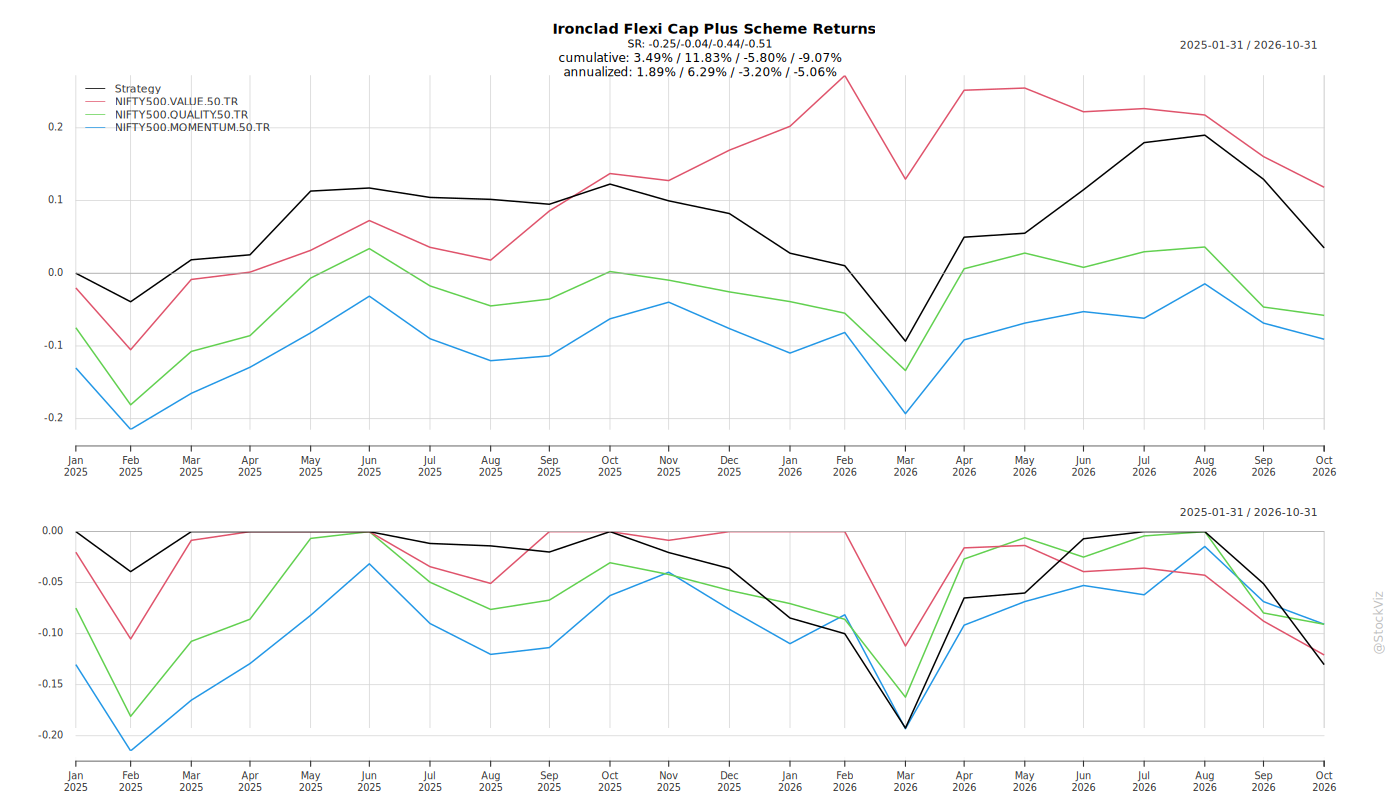 Ironclad Flexi Cap Plus Scheme Returns
SR: -0.25/-0.04/-0.44/-0.51
cumulative: 3.49% / 11.83% / -5.80% / -9.07%
annualized: 1.89% / 6.29% / -3.20% / -5.06%
2025-01-31 / 2026-10-31
Strategy
NIFTY500.VALUE.50.TR
NIFTY500.QUALITY.50.TR
NIFTY500.MOMENTUM.50.TR
0.2
0.1
0.0
-0.1
-0.2
Jan Feb Mar Apr May Jun Jul Aug Sep Oct Nov Dec Jan Feb Mar Apr May Jun Jul Aug Sep Oct
2025 2025 2025 2025 2025 2025 2025 2025 2025 2025 2025 2025 2026 2026 2026 2026 2026 2026 2026 2026 2026 2026
2025-01-31 / 2026-10-31
0.00
-0.05
-0.10
-0.15
-0.20
Jan Feb Mar Apr May Jun Jul Aug Sep Oct Nov Dec Jan Feb Mar Apr May Jun Jul Aug Sep Oct
2025 2025 2025 2025 2025 2025 2025 2025 2025 2025 2025 2025 2026 2026 2026 2026 2026 2026 2026 2026 2026 2026
@StockViz